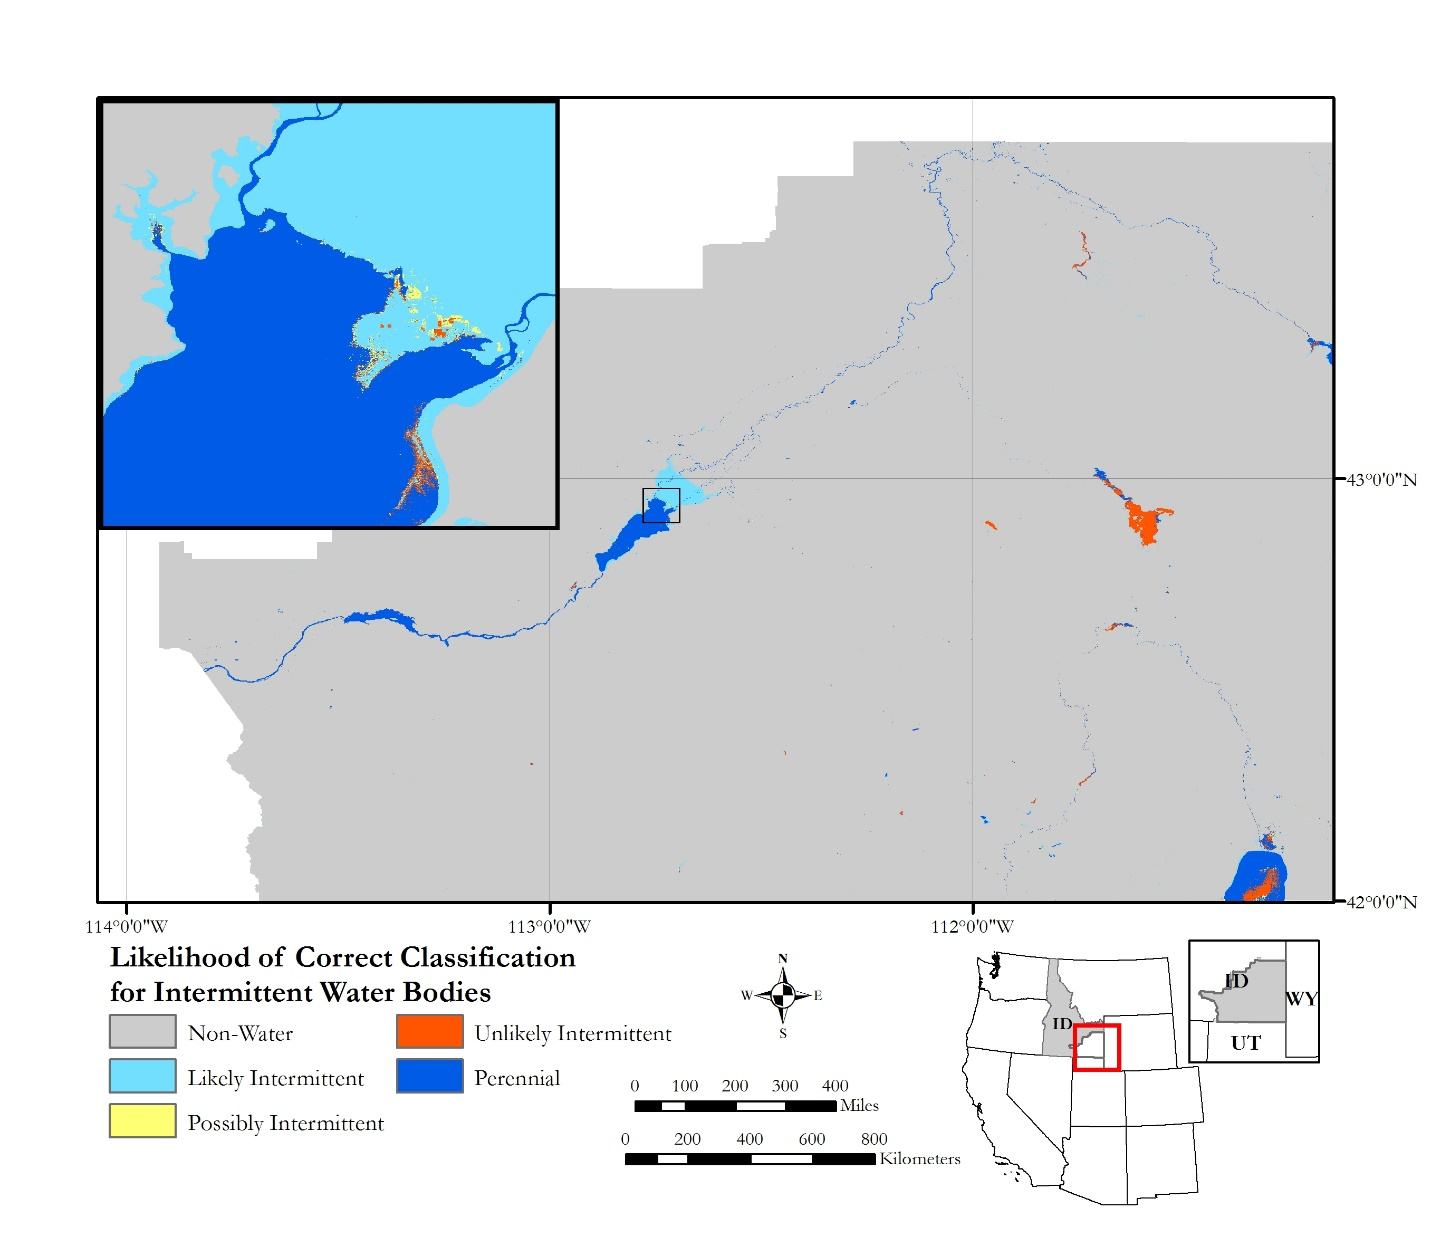 43°0'0"N
42°0'0"N
114°0'0"W
113°0'0"W
112°0'0"W
Likelihood of Correct Classification
for Intermittent Water Bodies
Non-Water
Likely Intermittent
Possibly Intermittent
Unlikely Intermittent
Perennial
N
W
E
S
0
100
200
300
400
Miles
0
200
400
600
800
Kilometers
ID
ID
WY
UT